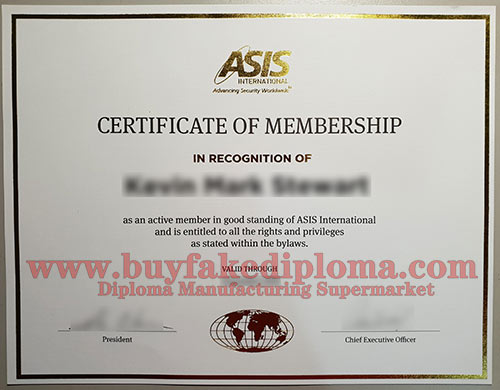 ASIS
INTERNATIONAL
Advancing Security Worldwide
CERTIFICATE OF MEMBERSHIP
IN RECOGNITION OF
as an active member in good standing of ASIS International
and is entitled to all the rights and privileges
as stated within the bylaws.
VALID THROUGH
www.buyfakediploma.com
Diploma Manufacturing Supermarket
President
Chief Executive Officer